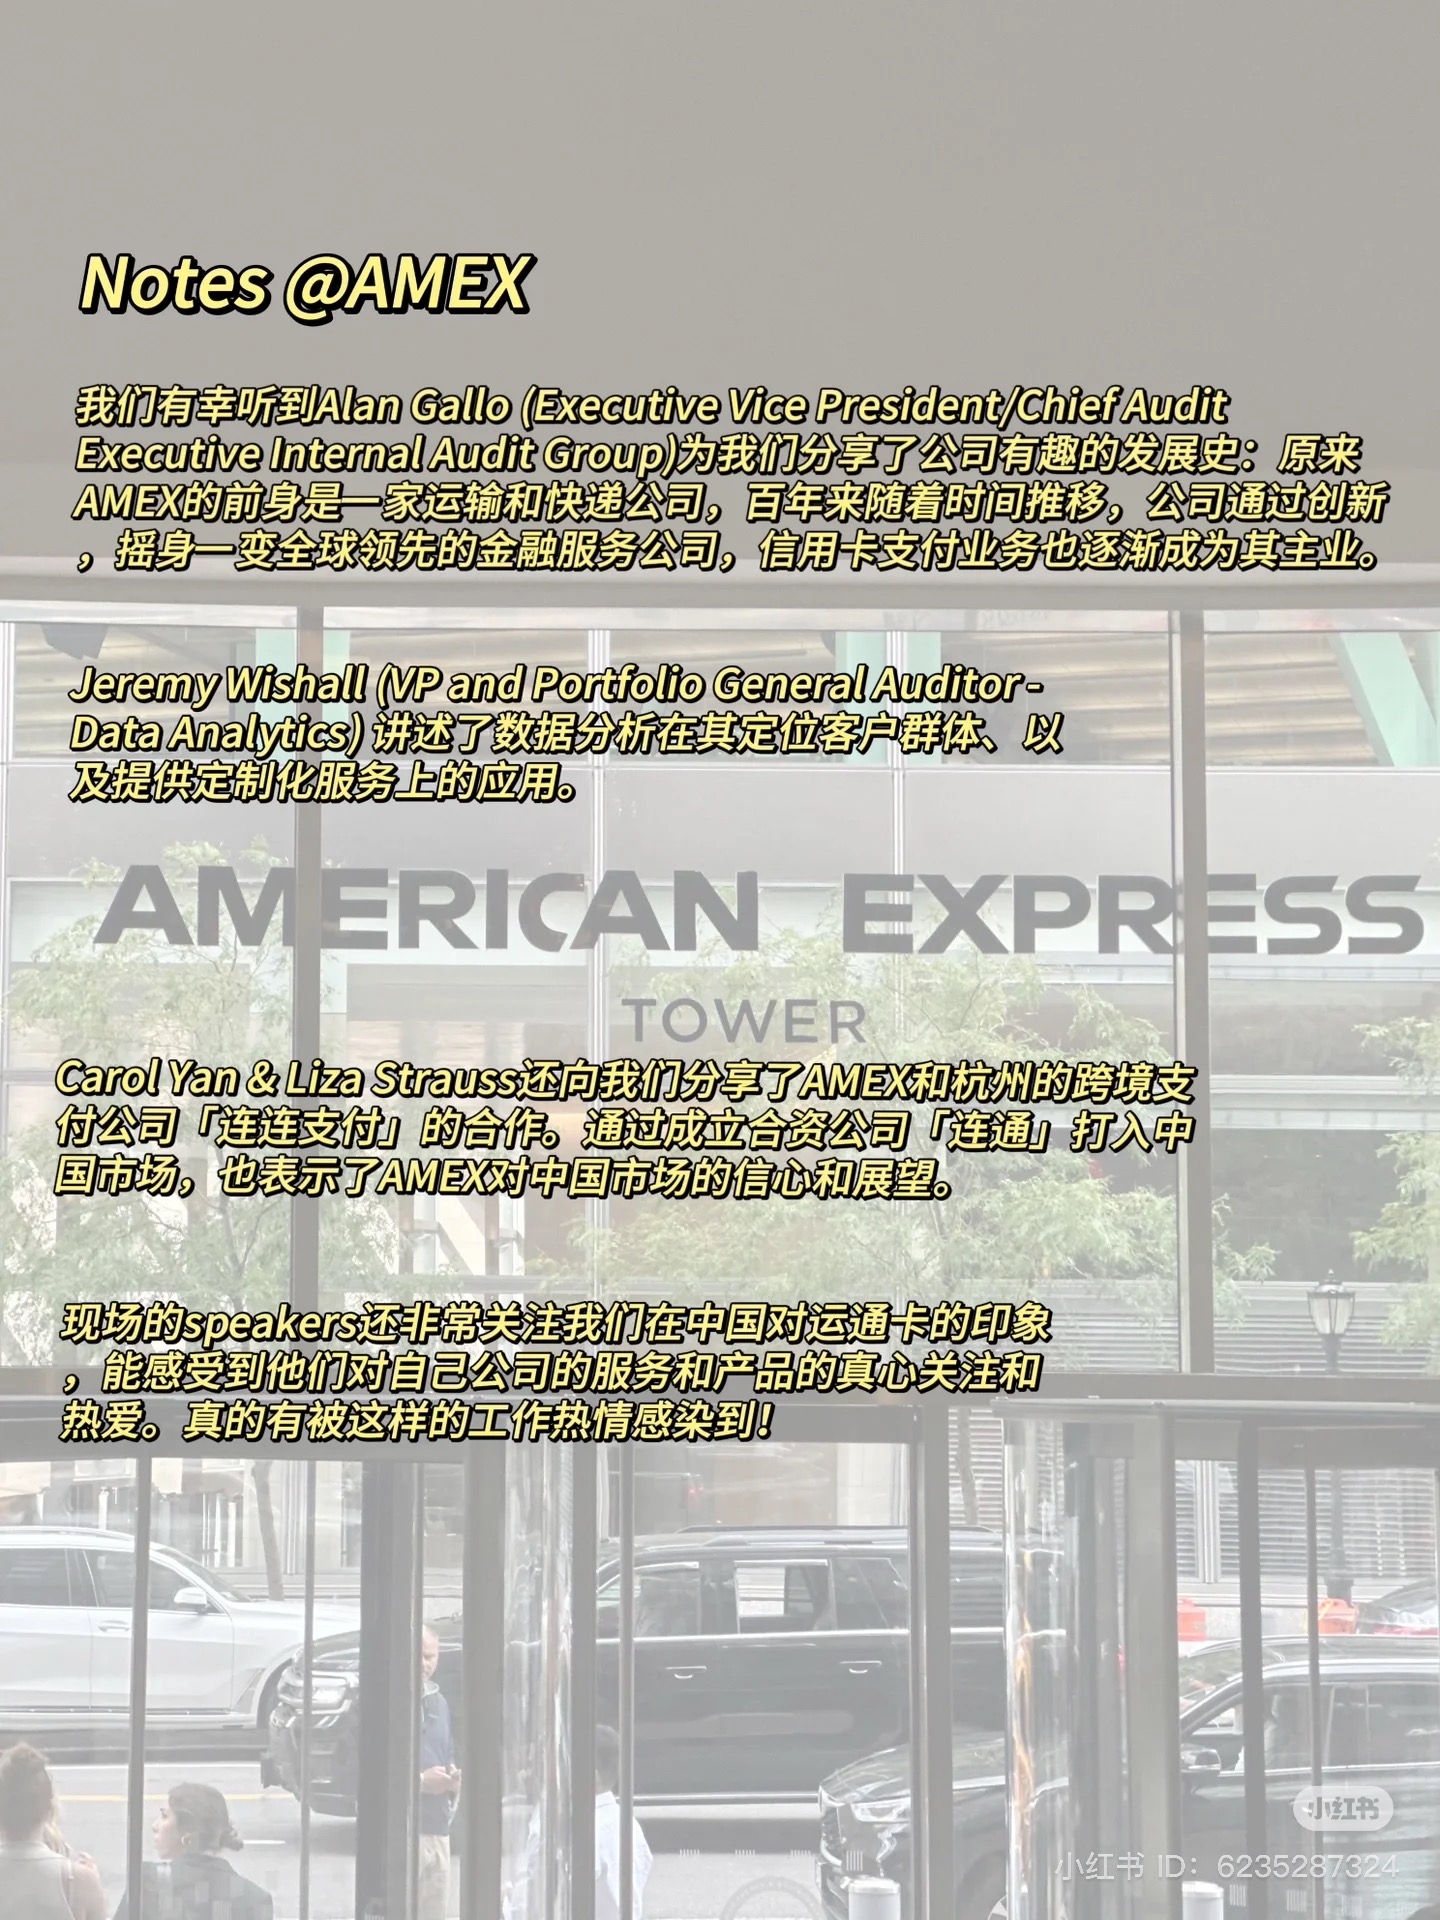 Notes @AMEX
我们有幸听到Alan Gallo (Executive Vice President/Chief Audit
Executive Internal Audit Group)为我们分享了公司有趣的发展史：原来
AMEX的前身是一家运输和快递公司，百年来随着时间推移，公司通过创新
，摇身一变全球领先的金融服务公司，信用卡支付业务也逐渐成为其主业。
Jeremy Wishall (VP and Portfolio General Auditor -
Data Analytics) 讲述了数据分析在其定位客户群体、以
及提供定制化服务上的应用。
AMERICAN EXPRESS
TOWER
Carol Yan & Liza Strauss还向我们分享了AMEX和杭州的跨境支
付公司「连连支付」的合作。通过成立合资公司「连通」打入中
国市场，也表示了AMEX对中国市场的信心和展望。
现场的speakers还非常关注我们在中国对运通卡的印象
，能感受到他们对自己公司的服务和产品的真心关注和
热爱。真的有被这样的工作热情感染到！
小红书
小红书 ID：6235287324